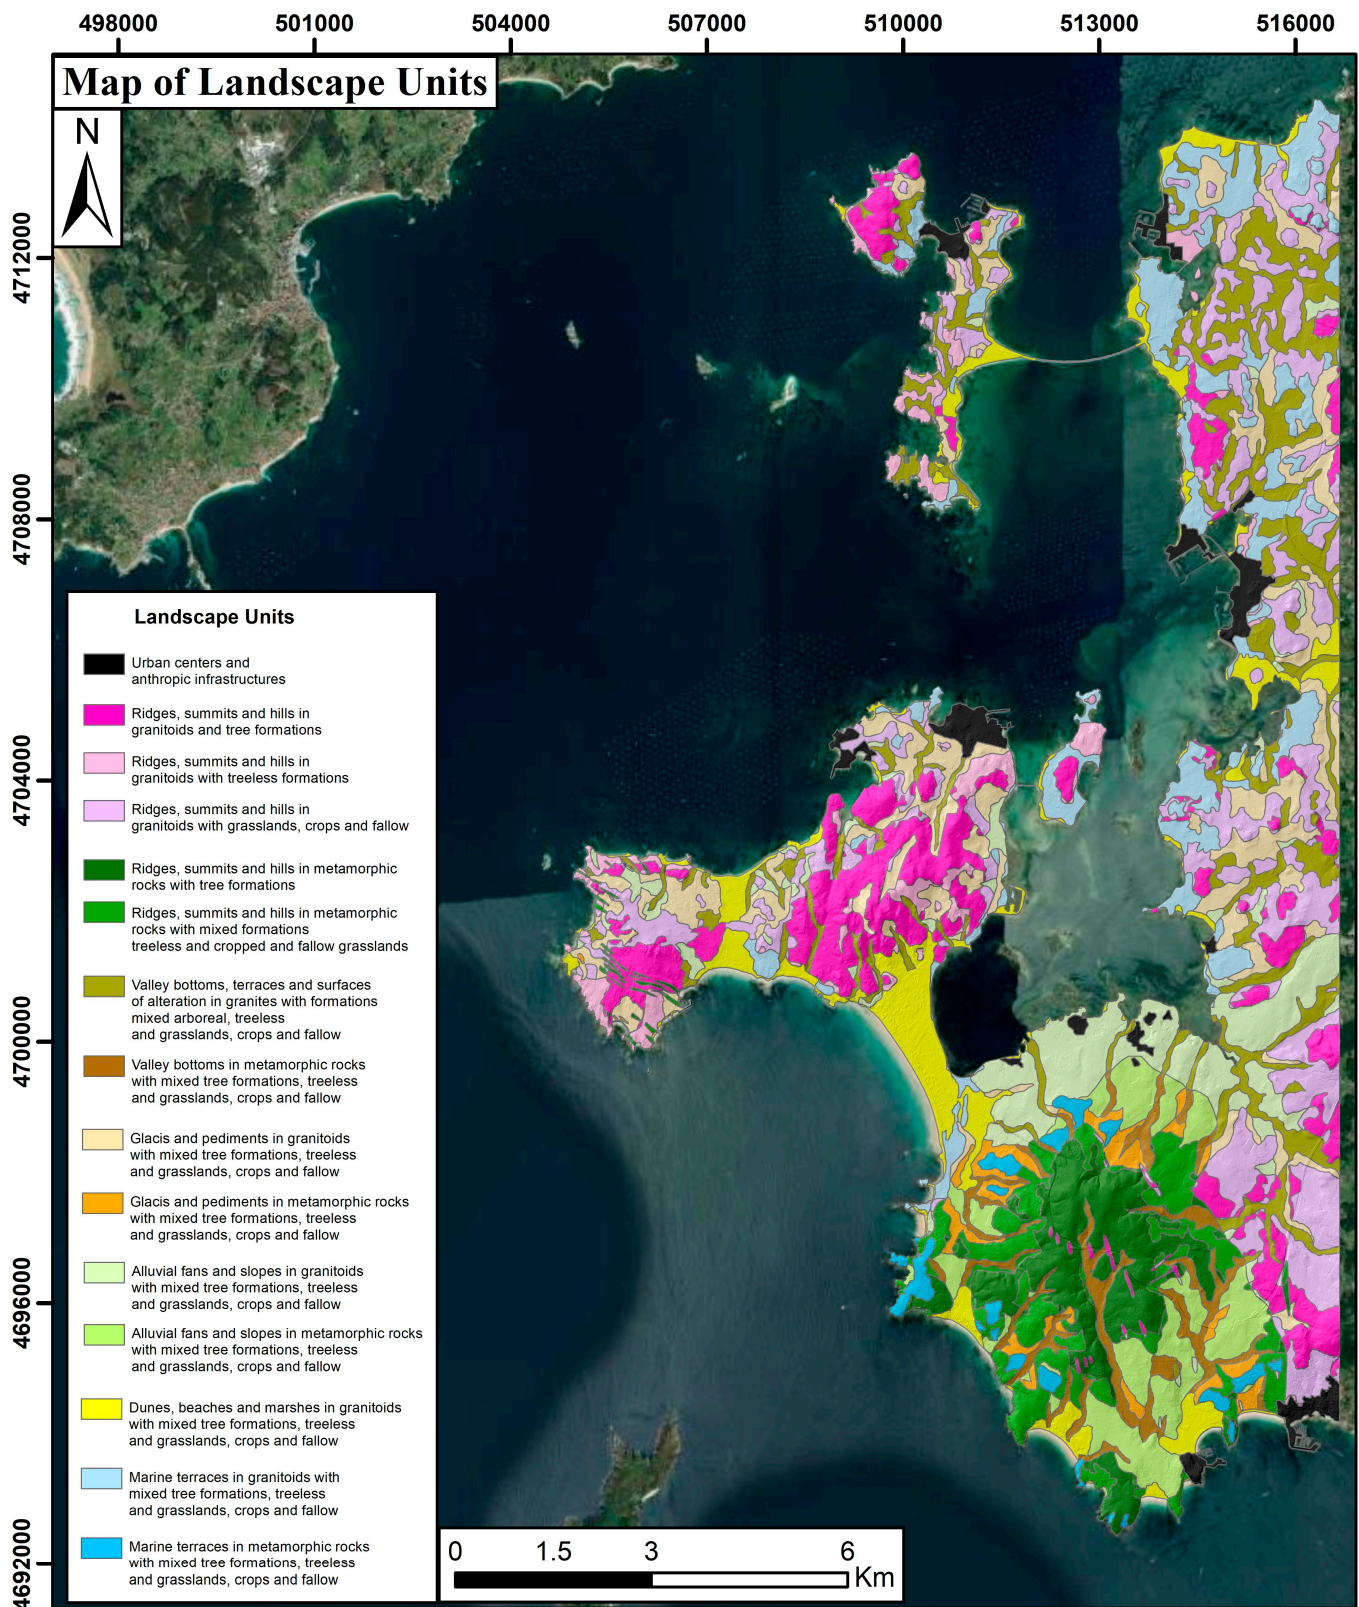 498000 501000 504000 507000 510000 513000 516000
Map of Landscape Units
N
4712000
4708000
4704000
4700000
4696000
4692000
Landscape Units
Urban centers and
anthropic infrastructures
Ridges, summits and hills in
granitoids and tree formations
Ridges, summits and hills in
granitoids with treeless formations
Ridges, summits and hills in
granitoids with grasslands, crops and fallow
Ridges, summits and hills in metamorphic
rocks with tree formations
Ridges, summits and hills in metamorphic
rocks with mixed formations
treeless and cropped and fallow grasslands
Valley bottoms, terraces and surfaces
of alteration in granites with formations
mixed arboreal, treeless
and grasslands, crops and fallow
Valley bottoms in metamorphic rocks
with mixed tree formations, treeless
and grasslands, crops and fallow
Glacis and pediments in granitoids
with mixed tree formations, treeless
and grasslands, crops and fallow
Glacis and pediments in metamorphic rocks
with mixed tree formations, treeless
and grasslands, crops and fallow
Alluvial fans and slopes in granitoids
with mixed tree formations, treeless
and grasslands, crops and fallow
Alluvial fans and slopes in metamorphic rocks
with mixed tree formations, treeless
and grasslands, crops and fallow
Dunes, beaches and marshes in granitoids
with mixed tree formations, treeless
and grasslands, crops and fallow
Marine terraces in granitoids with
mixed tree formations, treeless
and grasslands, crops and fallow
Marine terraces in metamorphic rocks
with mixed tree formations, treeless
and grasslands, crops and fallow
0 1.5 3 6
Km